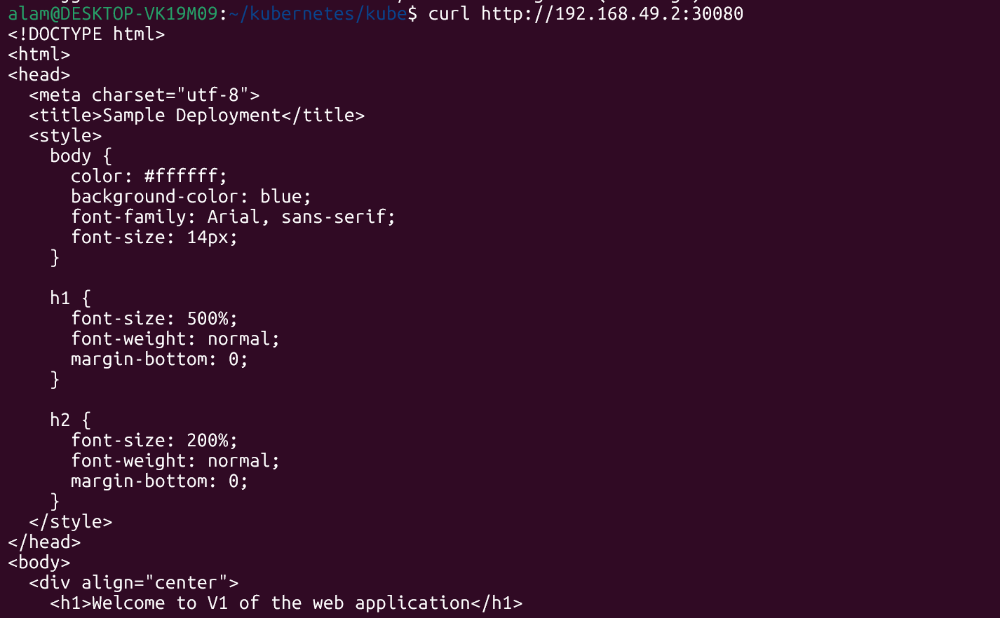 alam@DESKTOP-VK19M09:~/kubernetes/kube$ curl http://192.168.49.2:30080
<!DOCTYPE html>
<html>
<head>
  <meta charset="utf-8">
  <title>Sample Deployment</title>
  <style>
    body {
      color: #ffffff;
      background-color: blue;
      font-family: Arial, sans-serif;
      font-size: 14px;
    }

    h1 {
      font-size: 500%;
      font-weight: normal;
      margin-bottom: 0;
    }

    h2 {
      font-size: 200%;
      font-weight: normal;
      margin-bottom: 0;
    }
  </style>
</head>
<body>
  <div align="center">
    <h1>Welcome to V1 of the web application</h1>